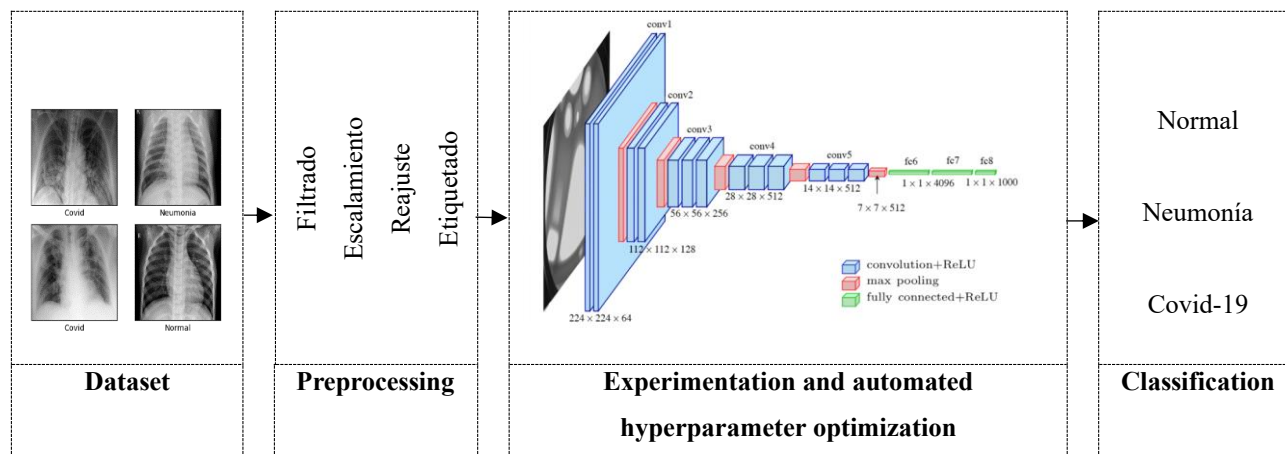 Covid
Neumonia
Covid
Normal
Dataset
Filtrado
Escalamiento
Reajuste
Etiquetado
Preprocessing
conv1
conv2
conv3
conv4
conv5
fc6
fc7
fc8
1 × 1 × 4096
1 × 1 × 1000
28 × 28 × 512
14 × 14 × 512
7 × 7 × 512
56 × 56 × 256
112 × 112 × 128
224 × 224 × 64
convolution+ReLU
max pooling
fully connected+ReLU
Experimentation and automated
hyperparameter optimization
Normal
Neumonía
Covid-19
Classification